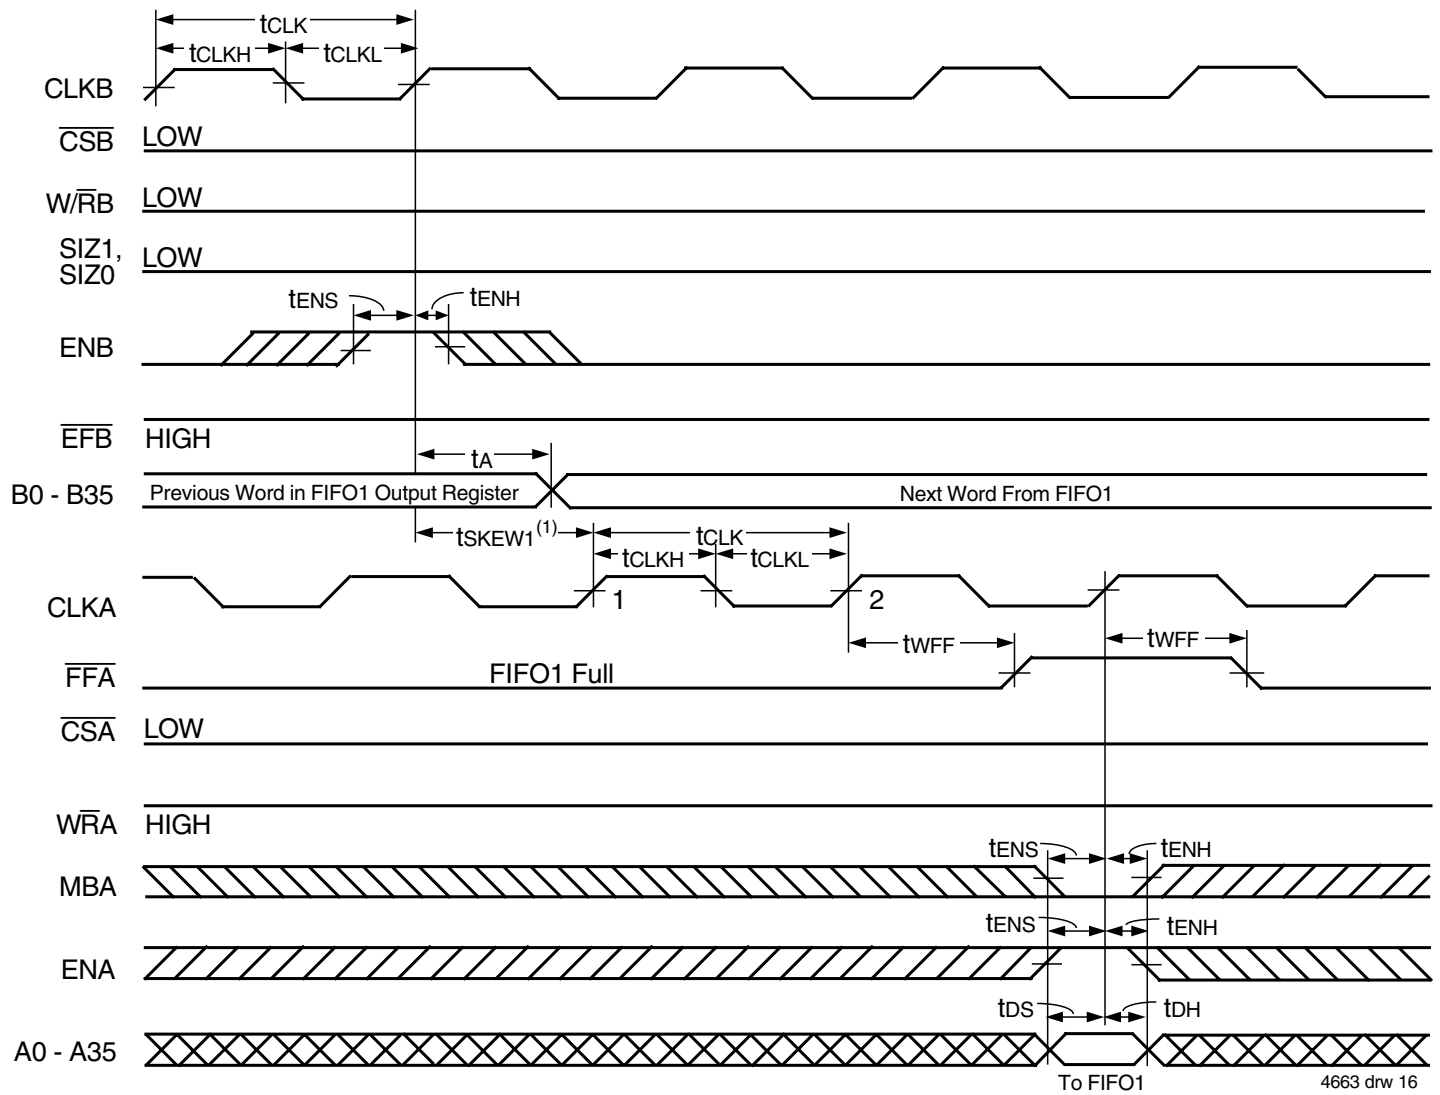 tCLK
tCLKH tCLKL
CLKB
CSB LOW
W/RB LOW
SIZ1,
SIZ0 LOW
tENS tENH
ENB
EFB HIGH
tA
B0 - B35 Previous Word in FIFO1 Output Register Next Word From FIFO1
tSKEW1(1) tCLK
tCLKH tCLKL
CLKA 1 2
tWFF tWFF
FFA FIFO1 Full
CSA LOW
WRA HIGH
tENS tENH
MBA
tENS tENH
ENA
tDS tDH
A0 - A35
To FIFO1 4663 drw 16